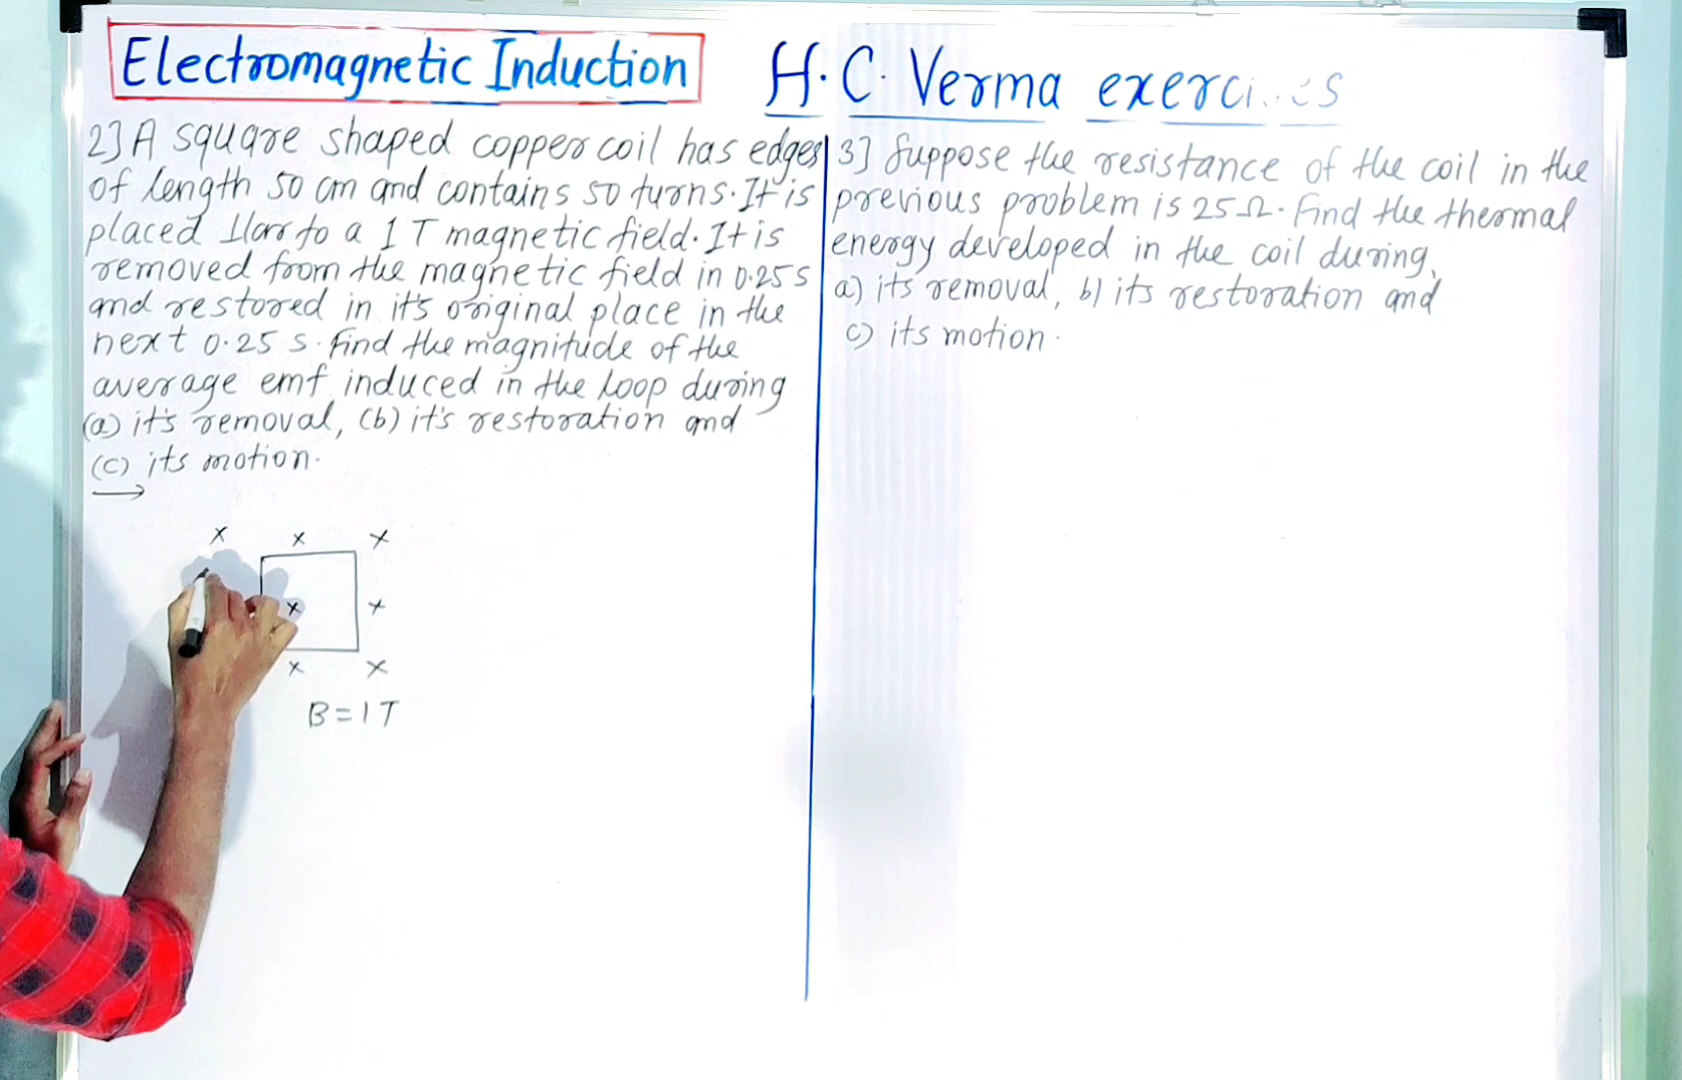 Electromagnetic Induction
H. C. Verma
2] A square shaped copper coil has edges
of length 50 cm and contains 50 turns. It is
placed ⊥lar to a 1 T magnetic field. It is
removed from the magnetic field in 0.25 s
and restored in it's original place in the
next 0.25 s. find the magnitude of the
average emf induced in the loop during
(a) it's removal, (b) it's restoration and
(c) its motion.
→
x x x
x x
x x
B = 1 T
3] Suppose the resistance of the coil in the
previous problem is 25 Ω. Find the thermal
energy developed in the coil during,
a) its removal, b) its restoration and
c) its motion.